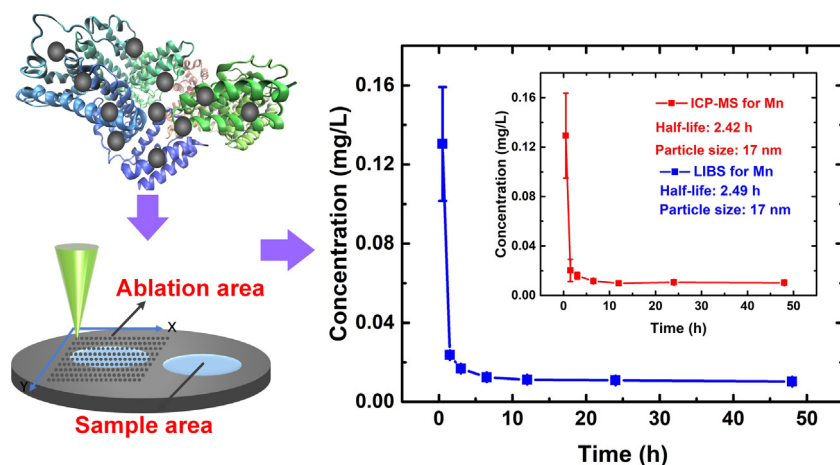 Ablation area
X
Y
Sample area
Concentration (mg/L)
0.16
0.12
0.08
0.04
0.00
0 10 20 30 40 50
Time (h)
Concentration (mg/L)
0.16
0.12
0.08
0.04
0.00
0 10 20 30 40 50
Time (h)
ICP-MS for Mn
Half-life: 2.42 h
Particle size: 17 nm
LIBS for Mn
Half-life: 2.49 h
Particle size: 17 nm